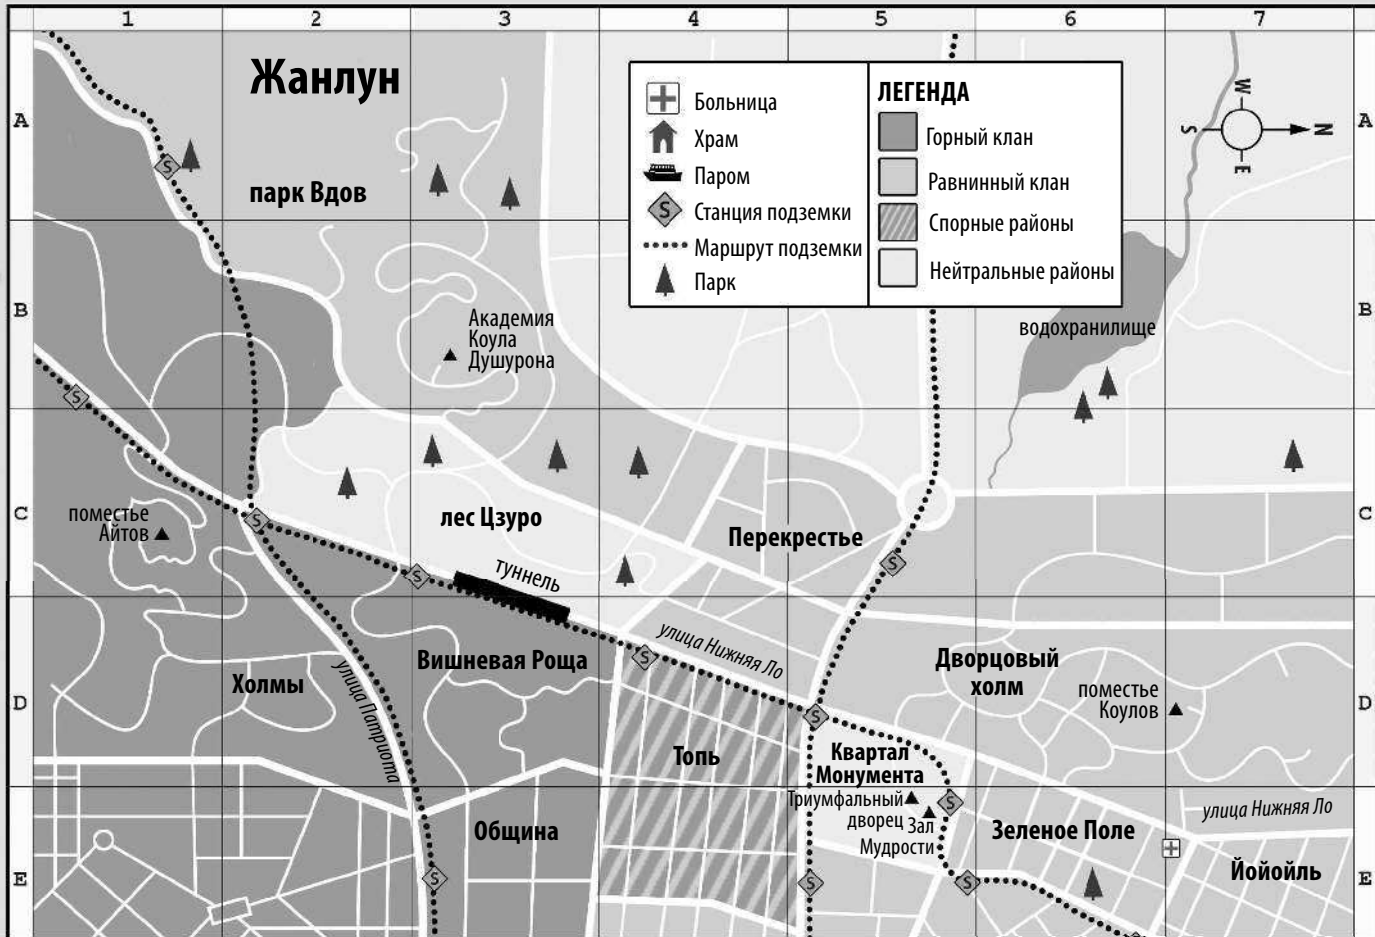 1 2 3 4 5 6 7
Жанлун
A
парк Вдов
Больница
Храм
Паром
S Станция подземки
Маршрут подземки
Парк
ЛЕГЕНДА
Горный клан
Равнинный клан
Спорные районы
Нейтральные районы
W
S N
E
A
S
B
Академия
Коула
Душурона
водохранилище
B
S
C
поместье
Айтов
S
лес Цзуро
Перекрестье
C
S
туннель
S
D
Холмы
улица Патриота
Вишневая Роща
улица Нижняя Ло
S
Топь
S
Дворцовый
холм
поместье
Коулов
D
Квартал
Монумента
Триумфальный
дворец
Зал
Мудрости
S
E
Община
S
S
S
Зеленое Поле
улица Нижняя Ло
Йойойль
E